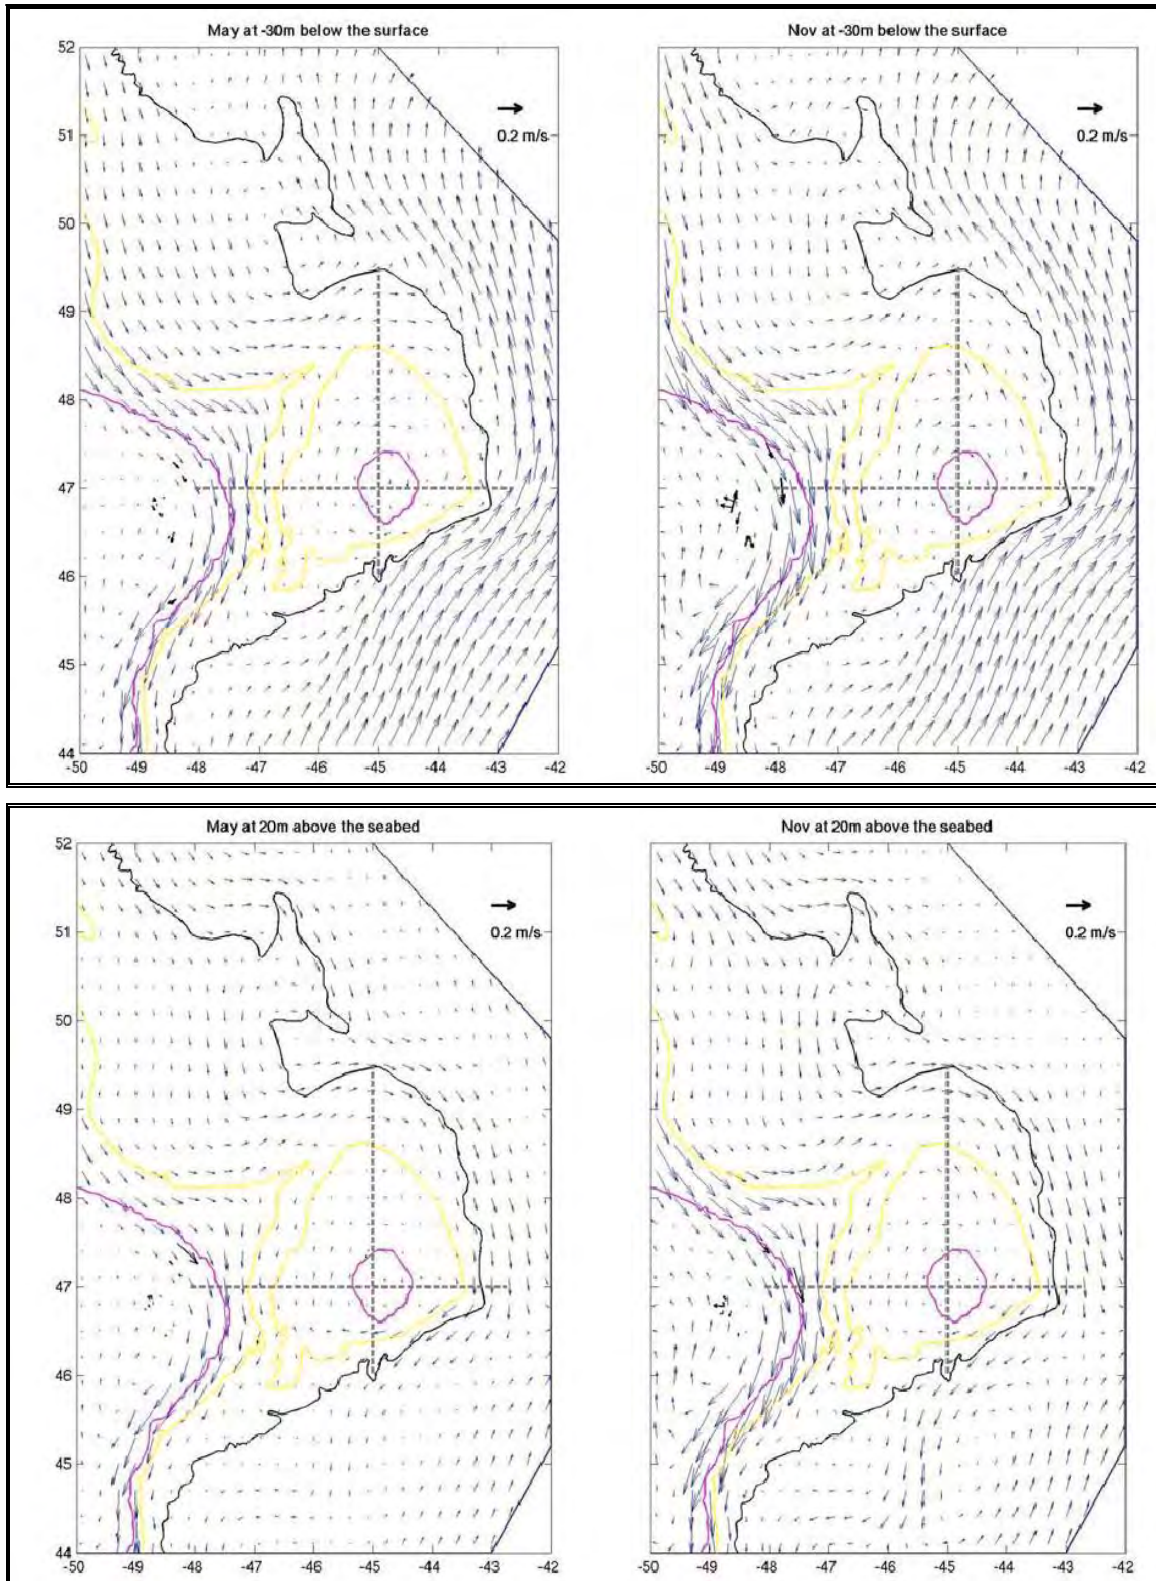 May at -30m below the surface
Nov at -30m below the surface
52
51
50
49
48
47
46
45
44
0.2 m/s
0.2 m/s
-50 -49 -48 -47 -46 -45 -44 -43 -42
-50 -49 -48 -47 -46 -45 -44 -43 -42
May at 20m above the seabed
Nov at 20m above the seabed
52
51
50
49
48
47
46
45
44
0.2 m/s
0.2 m/s
-50 -49 -48 -47 -46 -45 -44 -43 -42
-50 -49 -48 -47 -46 -45 -44 -43 -42